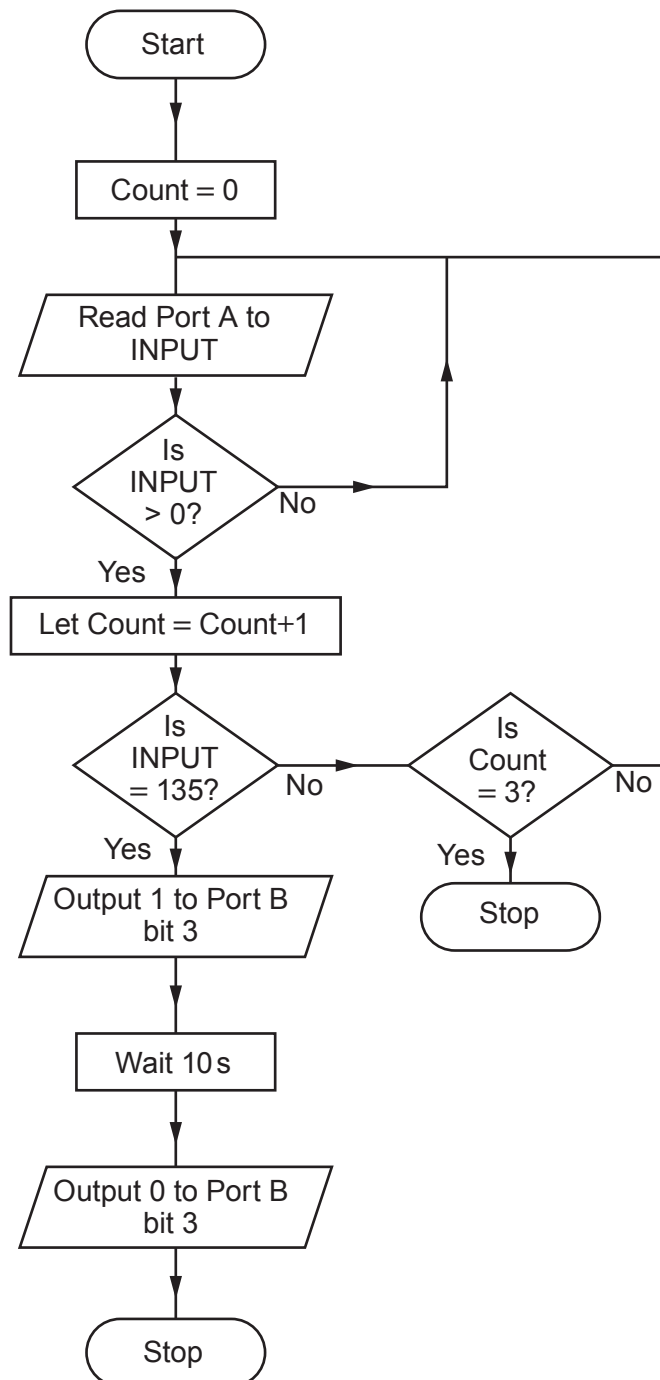 Start
Count = 0
Read Port A to
INPUT
Is
INPUT
> 0?
No
Yes
Let Count = Count+1
Is
INPUT
= 135?
No
Yes
Is
Count
= 3?
No
Yes
Stop
Output 1 to Port B
bit 3
Wait 10 s
Output 0 to Port B
bit 3
Stop